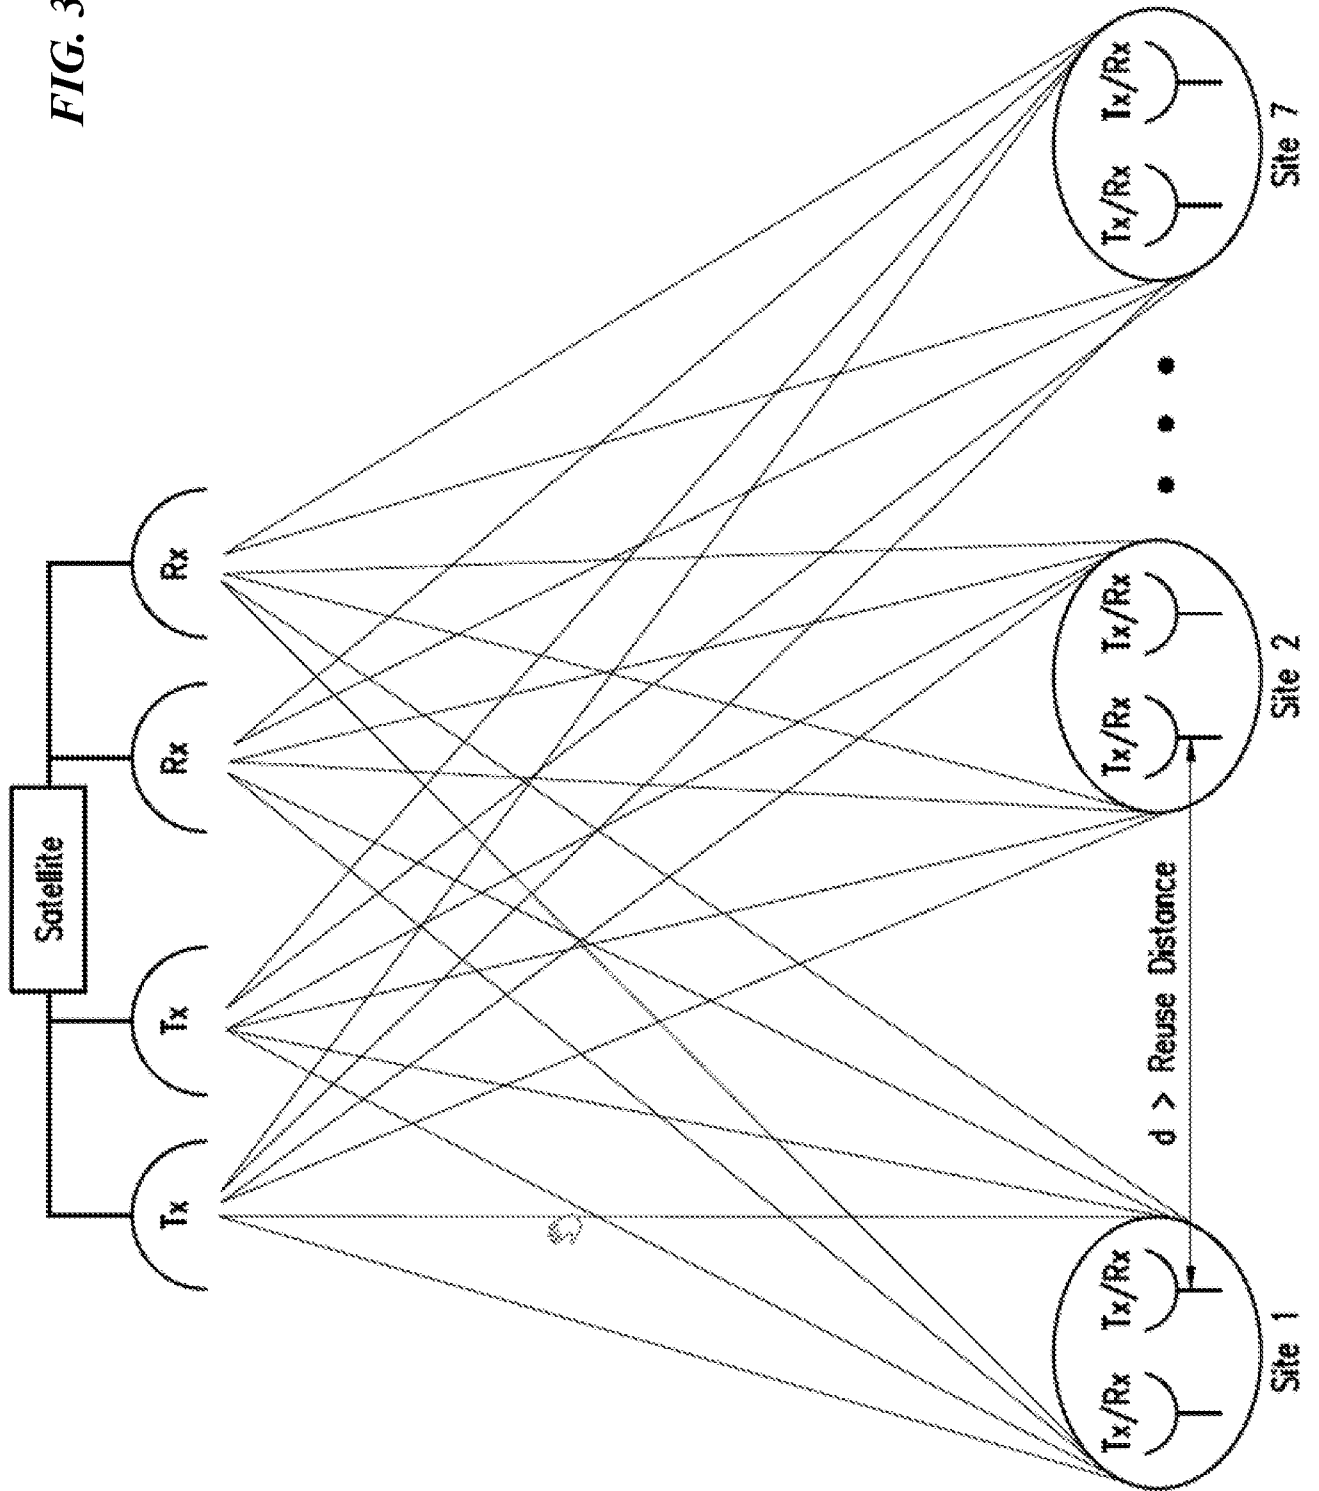 FIG. 3
Satellite
Tx
Tx
Rx
Rx
Tx/Rx
Tx/Rx
Tx/Rx
Tx/Rx
Tx/Rx
Tx/Rx
d > Reuse Distance
Site 1
Site 2
Site 7